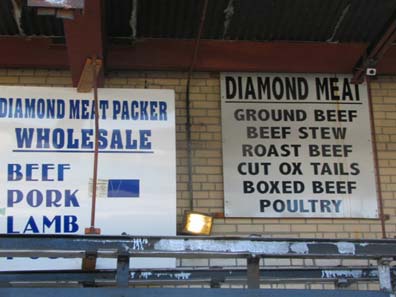 DIAMOND MEAT PACKER
WHOLESALE
BEEF
PORK
LAMB
DIAMOND MEAT
GROUND BEEF
BEEF STEW
ROAST BEEF
CUT OX TAILS
BOXED BEEF
POULTRY